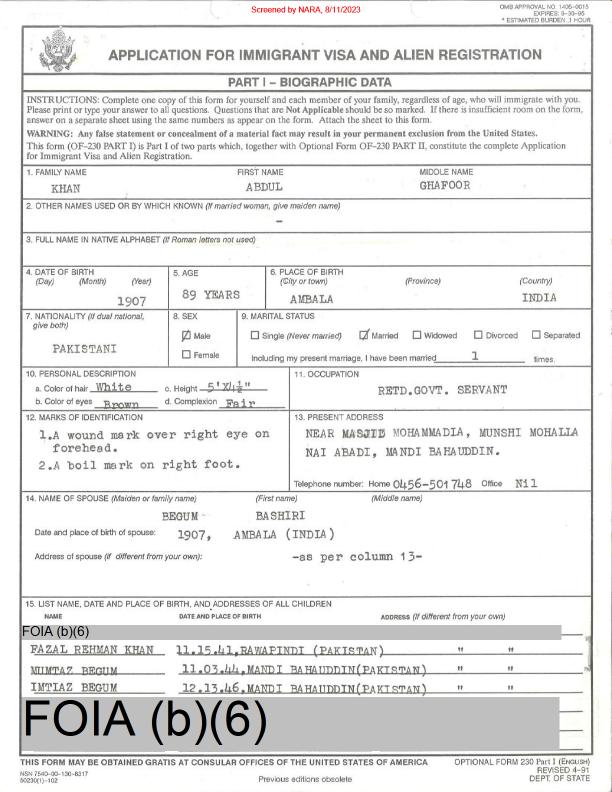 Screened by NARA, 8/11/2023
OMB APPROVAL NO. 1405-0015
EXPIRES: 9-30-95
* ESTIMATED BURDEN: 1 HOUR
APPLICATION FOR IMMIGRANT VISA AND ALIEN REGISTRATION
PART I – BIOGRAPHIC DATA
INSTRUCTIONS: Complete one copy of this form for yourself and each member of your family, regardless of age, who will immigrate with you.
Please print or type your answer to all questions. Questions that are Not Applicable should be so marked. If there is insufficient room on the form,
answer on a separate sheet using the same numbers as appear on the form. Attach the sheet to this form.
WARNING: Any false statement or concealment of a material fact may result in your permanent exclusion from the United States.
This form (OF-230 PART I) is Part I of two parts which, together with Optional Form OF-230 PART II, constitute the complete Application
for Immigrant Visa and Alien Registration.
1. FAMILY NAME FIRST NAME MIDDLE NAME
KHAN ABDUL GHAFOOR
2. OTHER NAMES USED OR BY WHICH KNOWN (If married woman, give maiden name)
–
3. FULL NAME IN NATIVE ALPHABET (If Roman letters not used)
4. DATE OF BIRTH 5. AGE 6. PLACE OF BIRTH
(Day) (Month) (Year) (City or town) (Province) (Country)
1907 89 YEARS AMBALA INDIA
7. NATIONALITY (If dual national, give both) 8. SEX 9. MARITAL STATUS
Male Single (Never married) Married Widowed Divorced Separated
PAKISTANI Female Including my present marriage, I have been married 1 times.
10. PERSONAL DESCRIPTION 11. OCCUPATION
a. Color of hair White c. Height 5'X4½" RETD.GOVT. SERVANT
b. Color of eyes Brown d. Complexion Fair
12. MARKS OF IDENTIFICATION 13. PRESENT ADDRESS
1.A wound mark over right eye on NEAR MASJID MOHAMMADIA, MUNSHI MOHALLA
forehead. NAI ABADI, MANDI BAHAUDDIN.
2.A boil mark on right foot.
Telephone number: Home 0456-501748 Office Nil
14. NAME OF SPOUSE (Maiden or family name) (First name) (Middle name)
BEGUM BASHIRI
Date and place of birth of spouse: 1907, AMBALA (INDIA)
Address of spouse (If different from your own): -as per column 13-
15. LIST NAME, DATE AND PLACE OF BIRTH, AND ADDRESSES OF ALL CHILDREN
NAME DATE AND PLACE OF BIRTH ADDRESS (If different from your own)
FOIA (b)(6)
FAZAL REHMAN KHAN 11.15.41,RAWAPINDI (PAKISTAN) " "
MUMTAZ BEGUM 11.03.44,MANDI BAHAUDDIN(PAKISTAN) " "
IMTIAZ BEGUM 12.13.46,MANDI BAHAUDDIN(PAKISTAN) " "
FOIA (b)(6)
THIS FORM MAY BE OBTAINED GRATIS AT CONSULAR OFFICES OF THE UNITED STATES OF AMERICA OPTIONAL FORM 230 Part I (ENGLISH)
REVISED 4-91
DEPT. OF STATE
NSN 7540-00-130-8317
50230(1)-102
Previous editions obsolete